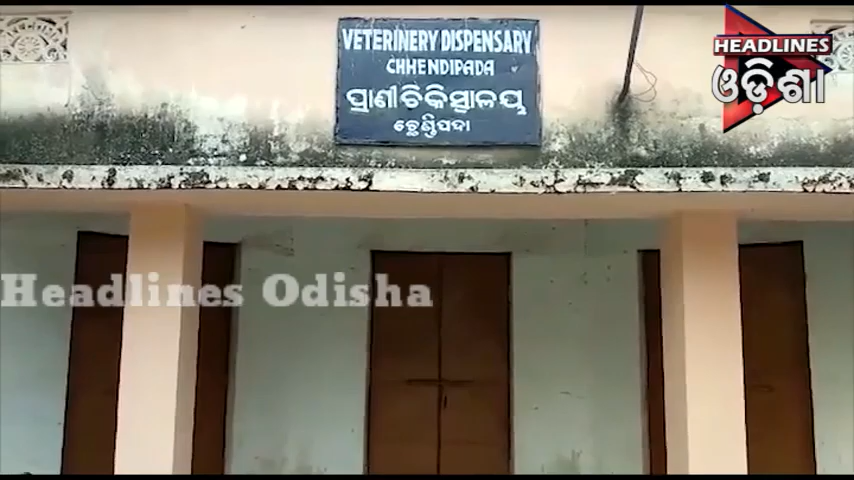 VETERINERY DISPENSARY
CHHENDIPADA
ପ୍ରାଣୀଚିକିତ୍ସାଳୟ
ଛେଣ୍ଡିପଦା
HEADLINES
ଓଡ଼ିଶା
Headlines Odisha